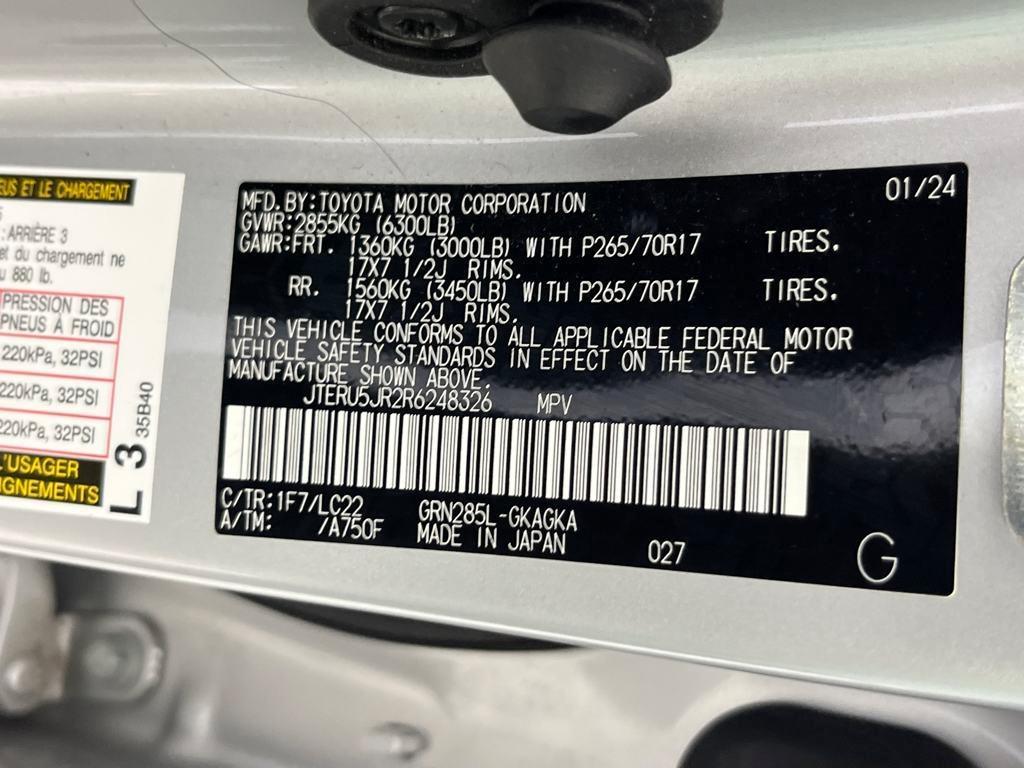 EUS ET LE CHARGEMENT
: ARRIÈRE 3
et du chargement ne
880 lb.
PRESSION DES
PNEUS À FROID
220kPa, 32PSI
220kPa, 32PSI
220kPa, 32PSI
L'USAGER
IGNEMENTS
L 3
35B40
MFD.BY:TOYOTA MOTOR CORPORATION 01/24
GVWR:2855KG (6300LB)
GAWR:FRT. 1360KG (3000LB) WITH P265/70R17 TIRES.
17X7 1/2J RIMS.
RR. 1560KG (3450LB) WITH P265/70R17 TIRES.
17X7 1/2J RIMS.
THIS VEHICLE CONFORMS TO ALL APPLICABLE FEDERAL MOTOR
VEHICLE SAFETY STANDARDS IN EFFECT ON THE DATE OF
MANUFACTURE SHOWN ABOVE.
JTERU5JR2R6248326 MPV
C/TR:1F7/LC22 GRN285L-GKAGKA
A/TM: /A750F MADE IN JAPAN 027
G